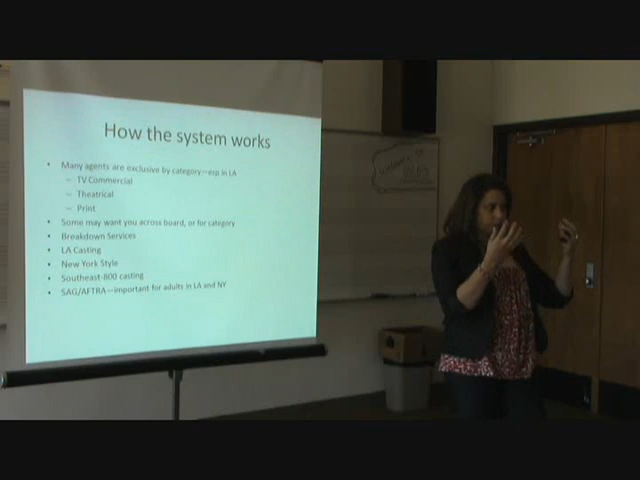 How the system works
• Many agents are exclusive by category—esp in LA
– TV Commercial
– Theatrical
– Print
• Some may want you across board, or for category
• Breakdown Services
• LA Casting
• New York Style
• Southeast-800 casting
• SAG/AFTRA—important for adults in LA and NY